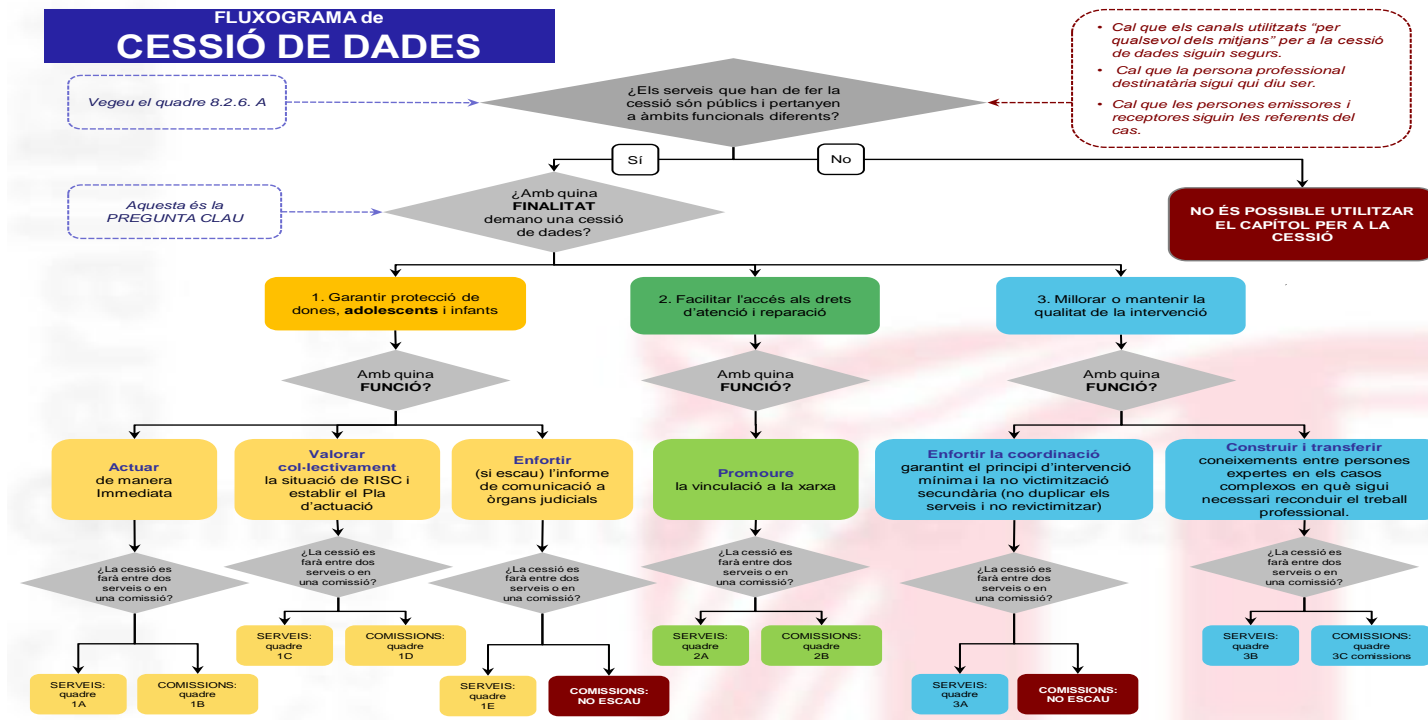 FLUXOGRAMA de
CESSIÓ DE DADES
Vegeu el quadre 8.2.6. A
¿Els serveis que han de fer la
cessió són públics i pertanyen
a àmbits funcionals diferents?
• Cal que els canals utilitzats “per
qualsevol dels mitjans” per a la cessió
de dades siguin segurs.
• Cal que la persona professional
destinatària sigui qui diu ser.
• Cal que les persones emissores i
receptores siguin les referents del
cas.
Sí
No
Aquesta és la
PREGUNTA CLAU
¿Amb quina
FINALITAT
demano una cessió
de dades?
NO ÉS POSSIBLE UTILITZAR
EL CAPÍTOL PER A LA
CESSIÓ
1. Garantir protecció de
dones, adolescents i infants
2. Facilitar l'accés als drets
d’atenció i reparació
3. Millorar o mantenir la
qualitat de la intervenció
Amb quina
FUNCIÓ?
Amb quina
FUNCIÓ?
Amb quina
FUNCIÓ?
Actuar
de manera
Immediata
Valorar
col·lectivament
la situació de RISC i
establir el Pla
d’actuació
Enfortir
(si escau) l’informe
de comunicació a
òrgans judicials
Promoure
la vinculació a la xarxa
Enfortir la coordinació
garantint el principi d’intervenció
mínima i la no victimització
secundària (no duplicar els
serveis i no revictimitzar)
Construir i transferir
coneixements entre persones
expertes en els casos
complexos en què sigui
necessari reconduir el treball
professional.
¿La cessió es
farà entre dos
serveis o en
una comissió?
¿La cessió es
farà entre dos
serveis o en
una comissió?
¿La cessió es
farà entre dos
serveis o en
una comissió?
¿La cessió es
farà entre dos
serveis o en
una comissió?
¿La cessió es
farà entre dos
serveis o en
una comissió?
¿La cessió es
farà entre dos
serveis o en
una comissió?
SERVEIS:
quadre
1A
COMISSIONS:
quadre
1B
SERVEIS:
quadre
1C
COMISSIONS:
quadre
1D
SERVEIS:
quadre
1E
COMISSIONS:
NO ESCAU
SERVEIS:
quadre
2A
COMISSIONS:
quadre
2B
SERVEIS:
quadre
3A
COMISSIONS:
NO ESCAU
SERVEIS:
quadre
3B
COMISSIONS:
quadre
3C comissions